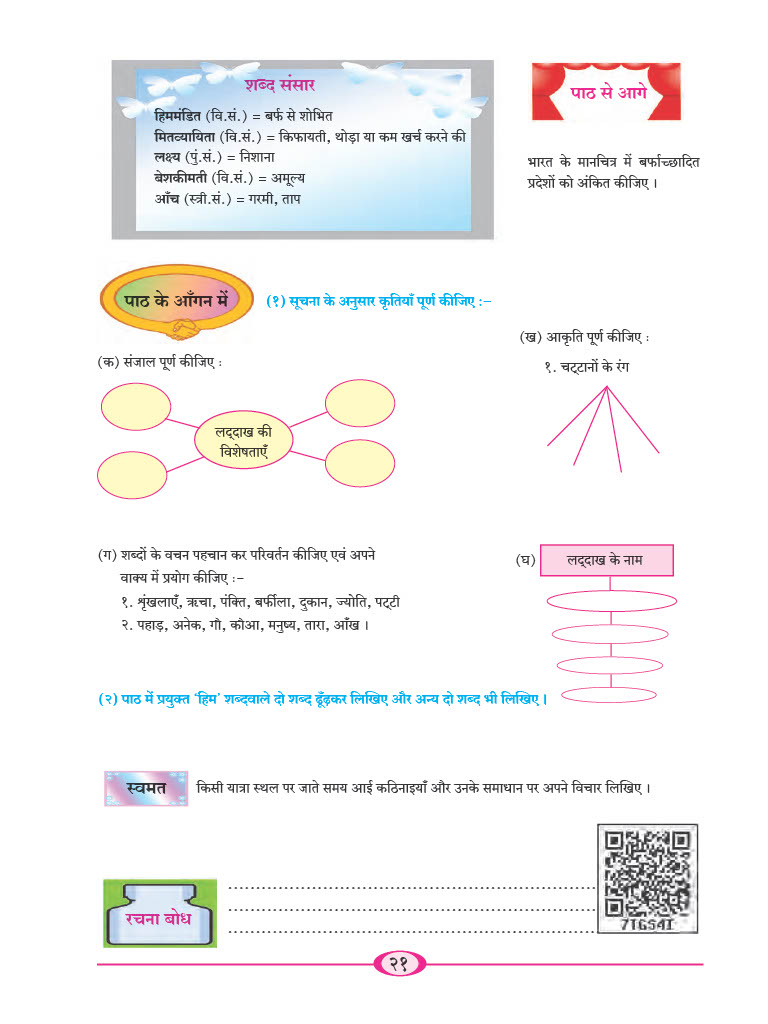 शब्द संसार
हिममंडित (वि.सं.) = बर्फ से शोभित
मितव्यायिता (वि.सं.) = किफायती, थोड़ा या कम खर्च करने की
लक्ष्य (पुं.सं.) = निशाना
बेशकीमती (वि.सं.) = अमूल्य
आँच (स्त्री.सं.) = गरमी, ताप
पाठ से आगे
भारत के मानचित्र में बर्फाच्छादित
प्रदेशों को अंकित कीजिए ।
पाठ के आँगन में
(१) सूचना के अनुसार कृतियाँ पूर्ण कीजिए :-
(क) संजाल पूर्ण कीजिए :
लद्दाख की
विशेषताएँ
(ख) आकृति पूर्ण कीजिए :
१. चट्टानों के रंग
(ग) शब्दों के वचन पहचान कर परिवर्तन कीजिए एवं अपने
वाक्य में प्रयोग कीजिए :-
१. शृंखलाएँ, ऋचा, पंक्ति, बर्फीला, दुकान, ज्योति, पट्टी
२. पहाड़, अनेक, गौ, कौआ, मनुष्य, तारा, आँख ।
(घ) लद्दाख के नाम
(२) पाठ में प्रयुक्त ‘हिम’ शब्दवाले दो शब्द ढूँढ़कर लिखिए और अन्य दो शब्द भी लिखिए ।
स्वमत
किसी यात्रा स्थल पर जाते समय आई कठिनाइयाँ और उनके समाधान पर अपने विचार लिखिए ।
रचना बोध
7TGS4I
२१